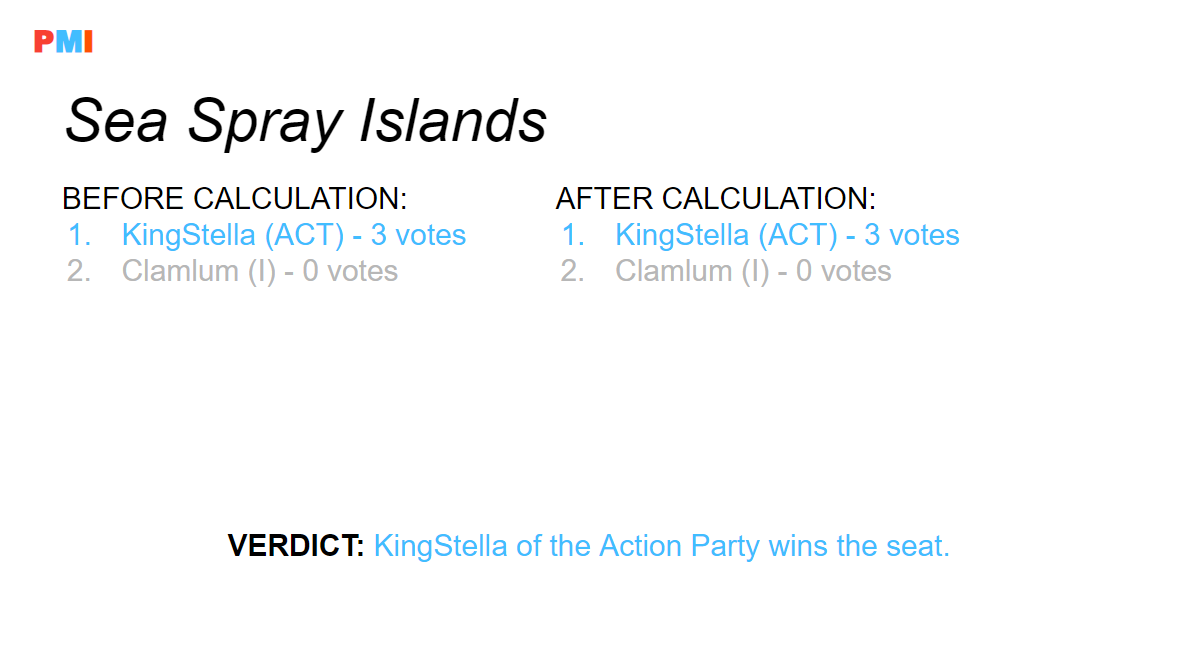 PMI
Sea Spray Islands
BEFORE CALCULATION:
1. KingStella (ACT) - 3 votes
2. Clamlum (I) - 0 votes
AFTER CALCULATION:
1. KingStella (ACT) - 3 votes
2. Clamlum (I) - 0 votes
VERDICT: KingStella of the Action Party wins the seat.